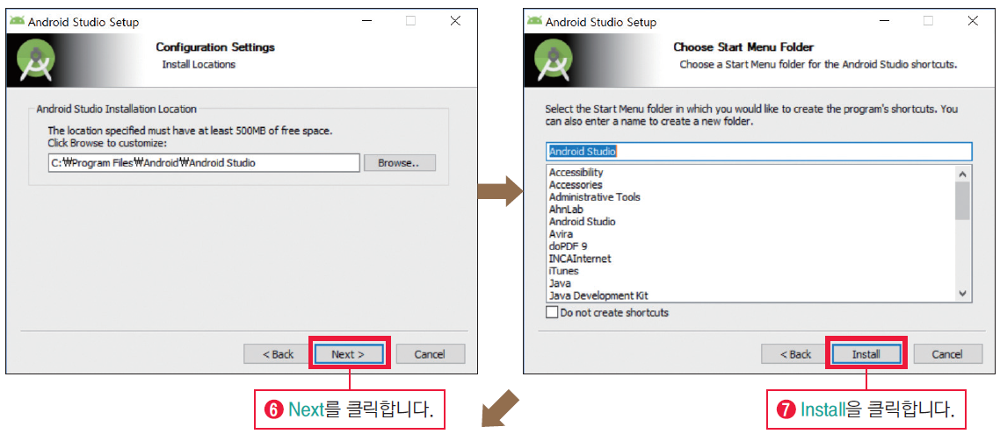 Android Studio Setup
Configuration Settings
Install Locations
Android Studio Installation Location
The location specified must have at least 500MB of free space.
Click Browse to customize:
C:₩Program Files₩Android₩Android Studio
Browse..
< Back
Next >
Cancel
❻ Next를 클릭합니다.
Android Studio Setup
Choose Start Menu Folder
Choose a Start Menu folder for the Android Studio shortcuts.
Select the Start Menu folder in which you would like to create the program's shortcuts. You
can also enter a name to create a new folder.
Android Studio
Accessibility
Accessories
Administrative Tools
AhnLab
Android Studio
Avira
doPDF 9
INCAInternet
iTunes
Java
Java Development Kit
Do not create shortcuts
< Back
Install
Cancel
❼ Install을 클릭합니다.